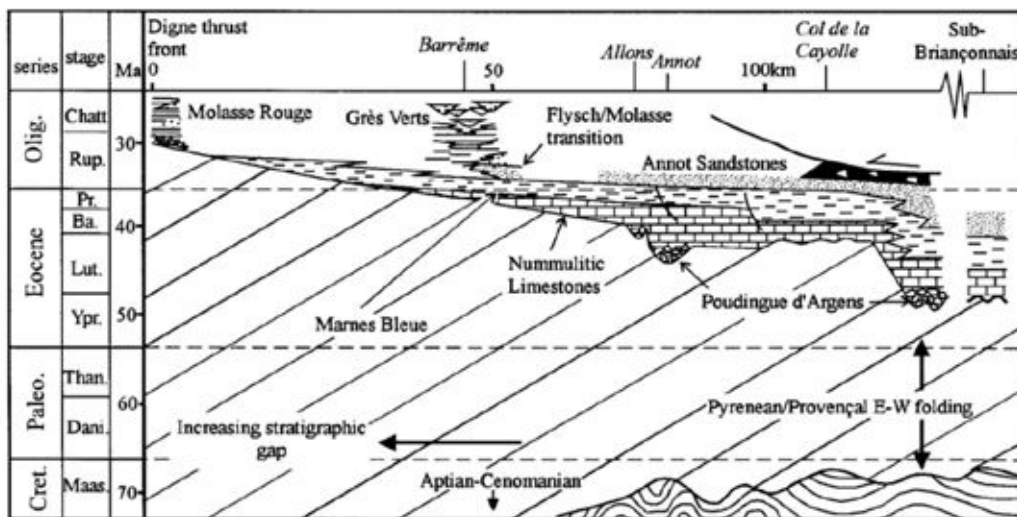 Digne thrust
front
Barrême
Allons
Annot
Col de la
Cayolle
Sub-
Briançonnais
series
stage
Ma
0
50
100km
Olig.
Chatt
Rup.
30
Molasse Rouge
Grès Verts
Flysch/Molasse
transition
Annot Sandstones
Eocene
Pr.
Ba.
Lut.
Ypr.
40
50
Nummulitic
Limestones
Poudingue d'Argens
Marnes Bleue
Paleo.
Than.
Dani.
60
Pyrenean/Provençal E-W folding
Increasing stratigraphic
gap
Cret.
Maas.
70
Aptian-Cenomanian